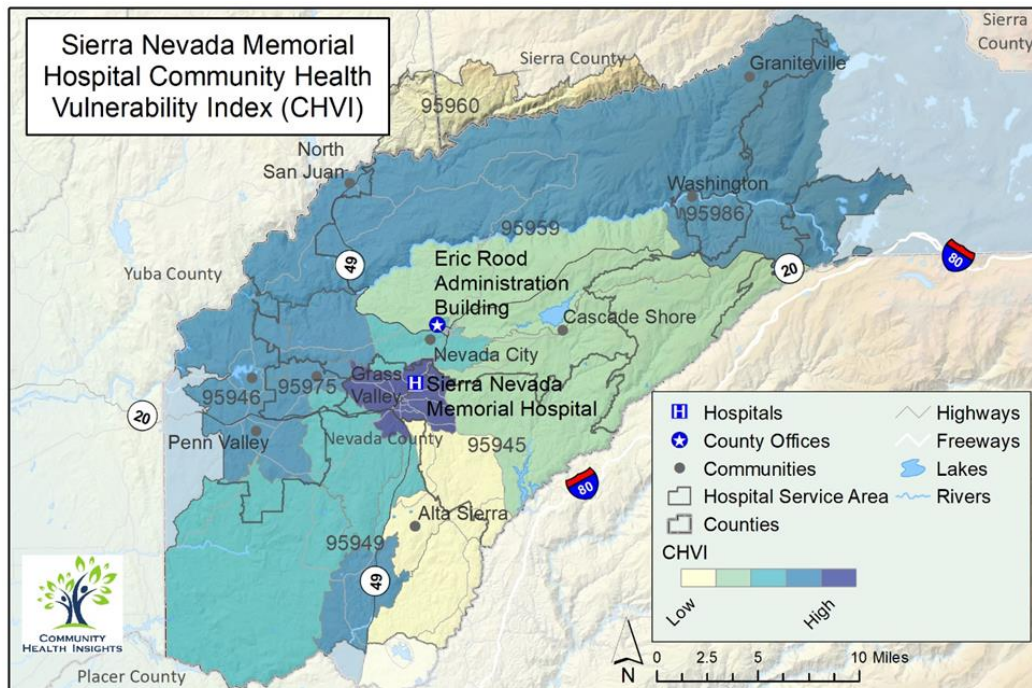 Sierra Nevada Memorial
Hospital Community Health
Vulnerability Index (CHVI)
Sierra
County
Sierra County
Graniteville
95960
North
San Juan
Washington
95986
95959
49
Yuba County
Eric Rood
Administration
Building
20
80
Cascade Shore
Nevada City
Grass
Valley
Sierra Nevada
Memorial Hospital
95975
95946
20
Penn Valley
Nevada County
95945
80
Alta Sierra
95949
49
Placer County
COMMUNITY
HEALTH INSIGHTS
H Hospitals
County Offices
Communities
Hospital Service Area
Counties
Highways
Freeways
Lakes
Rivers
CHVI
Low
High
N
0 2.5 5 10 Miles